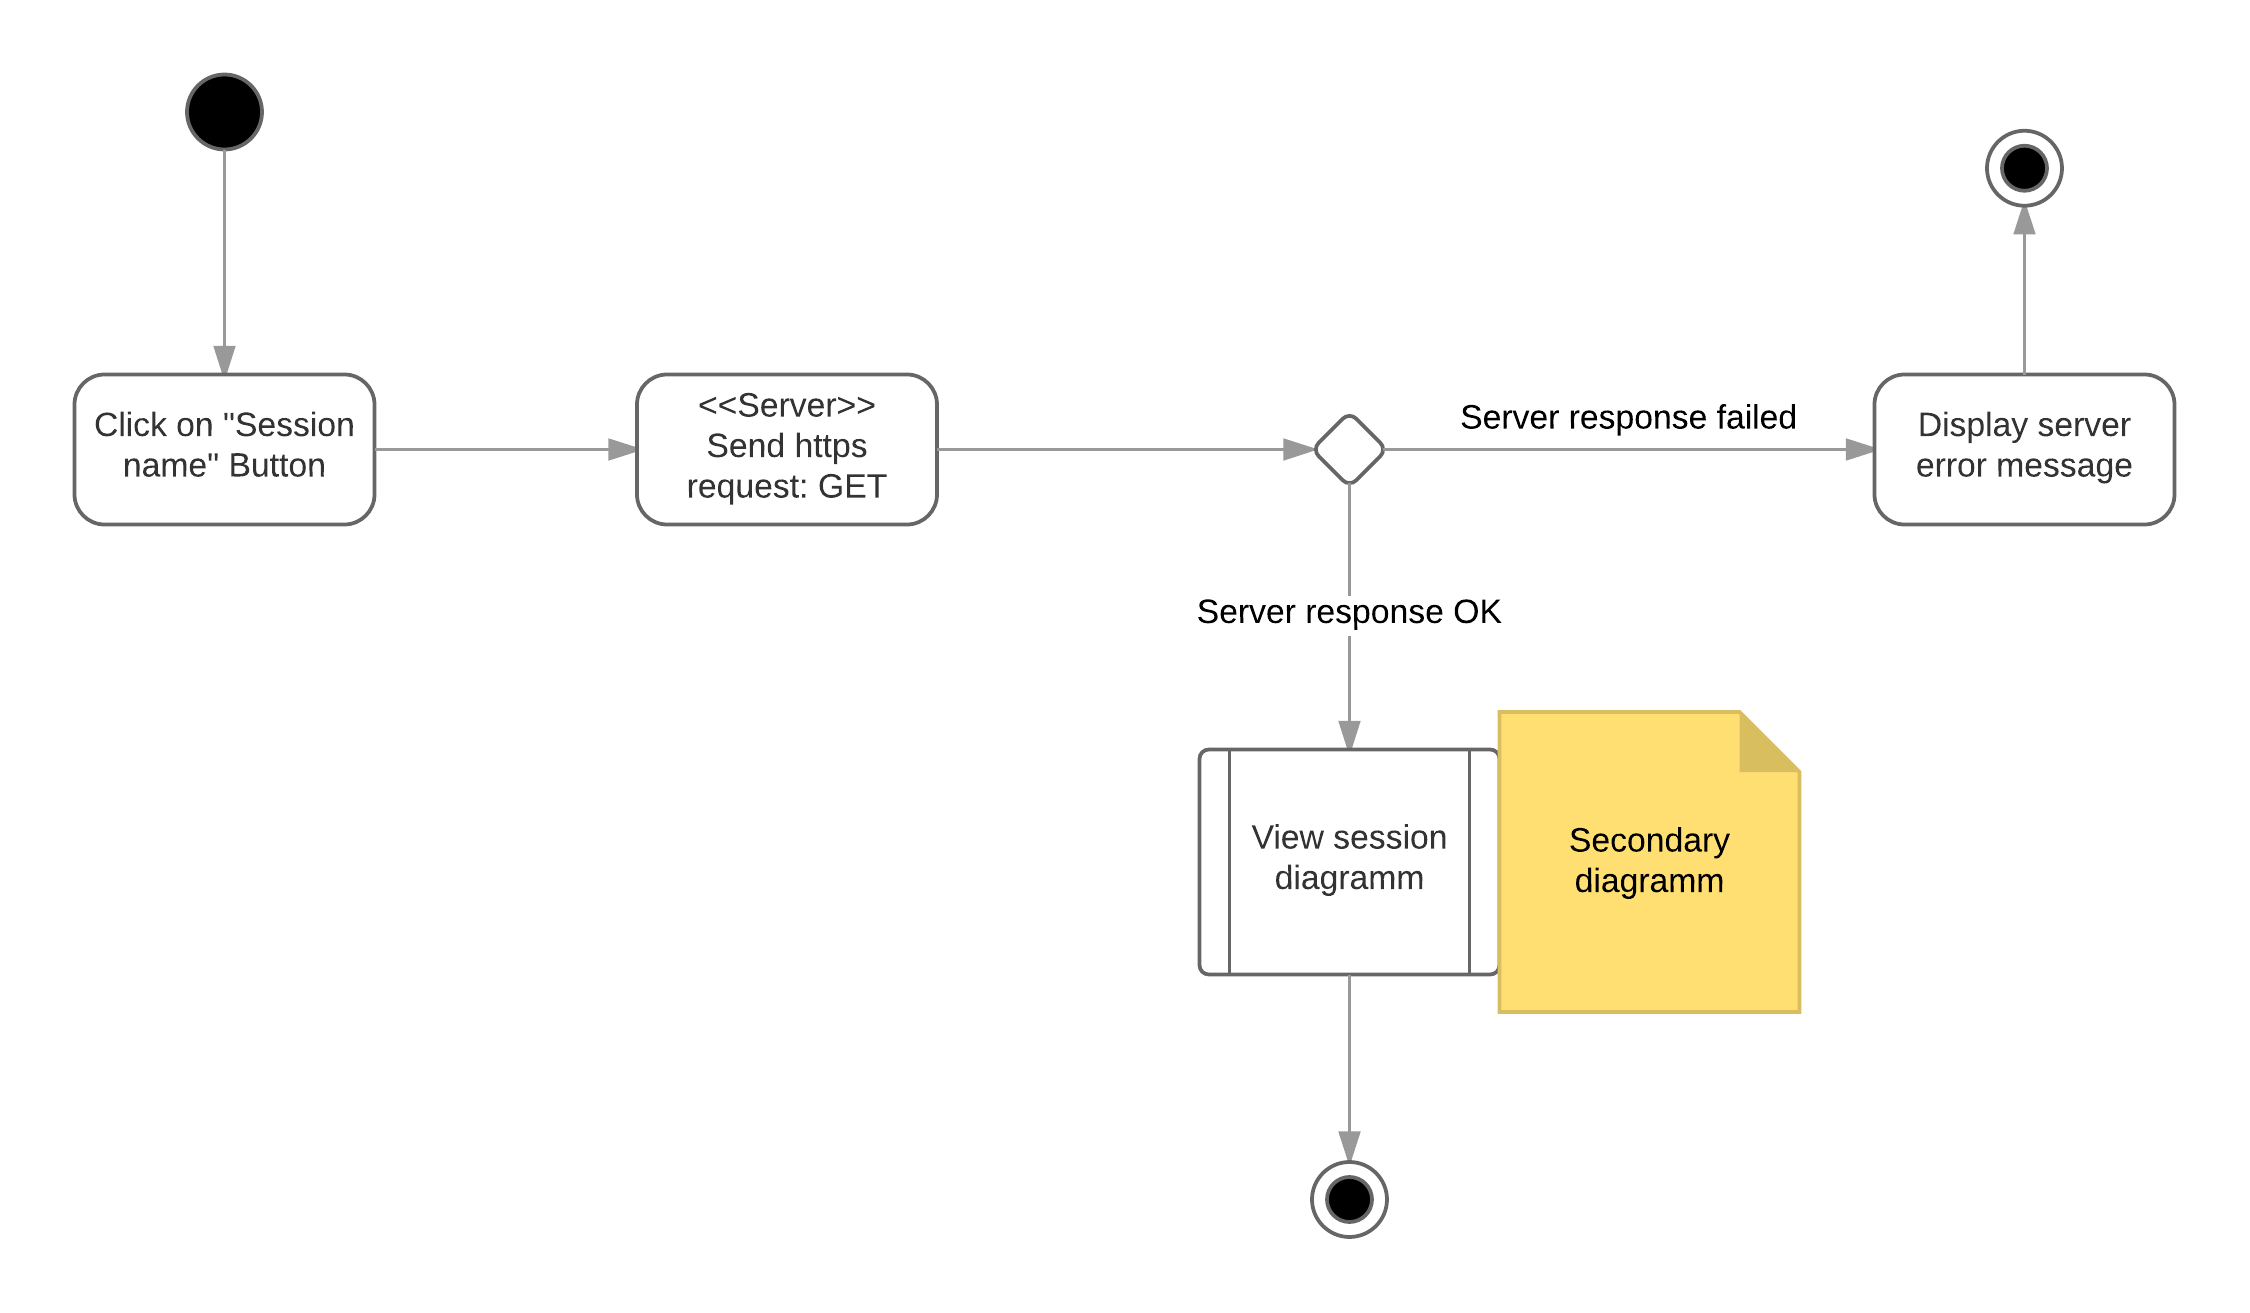 Click on "Session
name" Button
<<Server>>
Send https
request: GET
Server response failed
Display server
error message
Server response OK
View session
diagramm
Secondary
diagramm